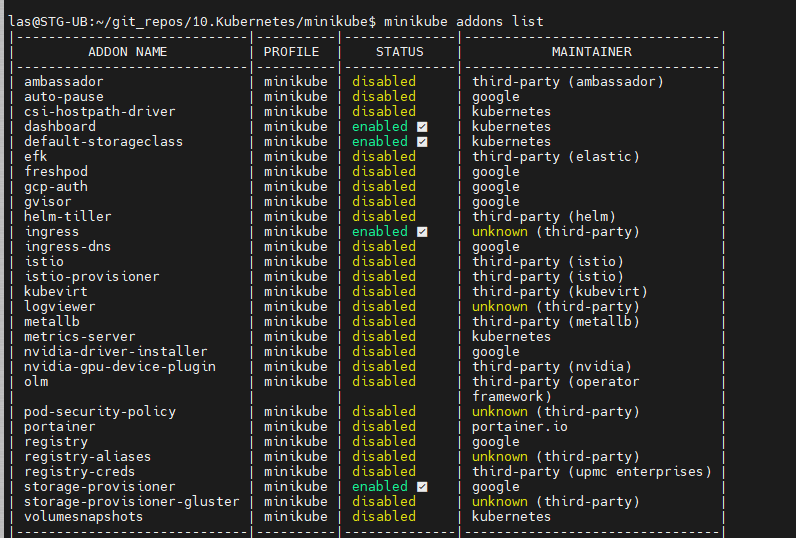 las@STG-UB:~/git_repos/10.Kubernetes/minikube$ minikube addons list
|-----------------------------|----------|--------------|--------------------------------|
|         ADDON NAME          | PROFILE  |    STATUS    |           MAINTAINER           |
|-----------------------------|----------|--------------|--------------------------------|
| ambassador                  | minikube | disabled     | third-party (ambassador)       |
| auto-pause                  | minikube | disabled     | google                         |
| csi-hostpath-driver         | minikube | disabled     | kubernetes                     |
| dashboard                   | minikube | enabled ✅   | kubernetes                     |
| default-storageclass        | minikube | enabled ✅   | kubernetes                     |
| efk                         | minikube | disabled     | third-party (elastic)          |
| freshpod                    | minikube | disabled     | google                         |
| gcp-auth                    | minikube | disabled     | google                         |
| gvisor                      | minikube | disabled     | google                         |
| helm-tiller                 | minikube | disabled     | third-party (helm)             |
| ingress                     | minikube | enabled ✅   | unknown (third-party)          |
| ingress-dns                 | minikube | disabled     | google                         |
| istio                       | minikube | disabled     | third-party (istio)            |
| istio-provisioner           | minikube | disabled     | third-party (istio)            |
| kubevirt                    | minikube | disabled     | third-party (kubevirt)         |
| logviewer                   | minikube | disabled     | unknown (third-party)          |
| metallb                     | minikube | disabled     | third-party (metallb)          |
| metrics-server              | minikube | disabled     | kubernetes                     |
| nvidia-driver-installer     | minikube | disabled     | google                         |
| nvidia-gpu-device-plugin    | minikube | disabled     | third-party (nvidia)           |
| olm                         | minikube | disabled     | third-party (operator          |
|                             |          |              | framework)                     |
| pod-security-policy         | minikube | disabled     | unknown (third-party)          |
| portainer                   | minikube | disabled     | portainer.io                   |
| registry                    | minikube | disabled     | google                         |
| registry-aliases            | minikube | disabled     | unknown (third-party)          |
| registry-creds              | minikube | disabled     | third-party (upmc enterprises) |
| storage-provisioner         | minikube | enabled ✅   | google                         |
| storage-provisioner-gluster | minikube | disabled     | unknown (third-party)          |
| volumesnapshots             | minikube | disabled     | kubernetes                     |
|-----------------------------|----------|--------------|--------------------------------|